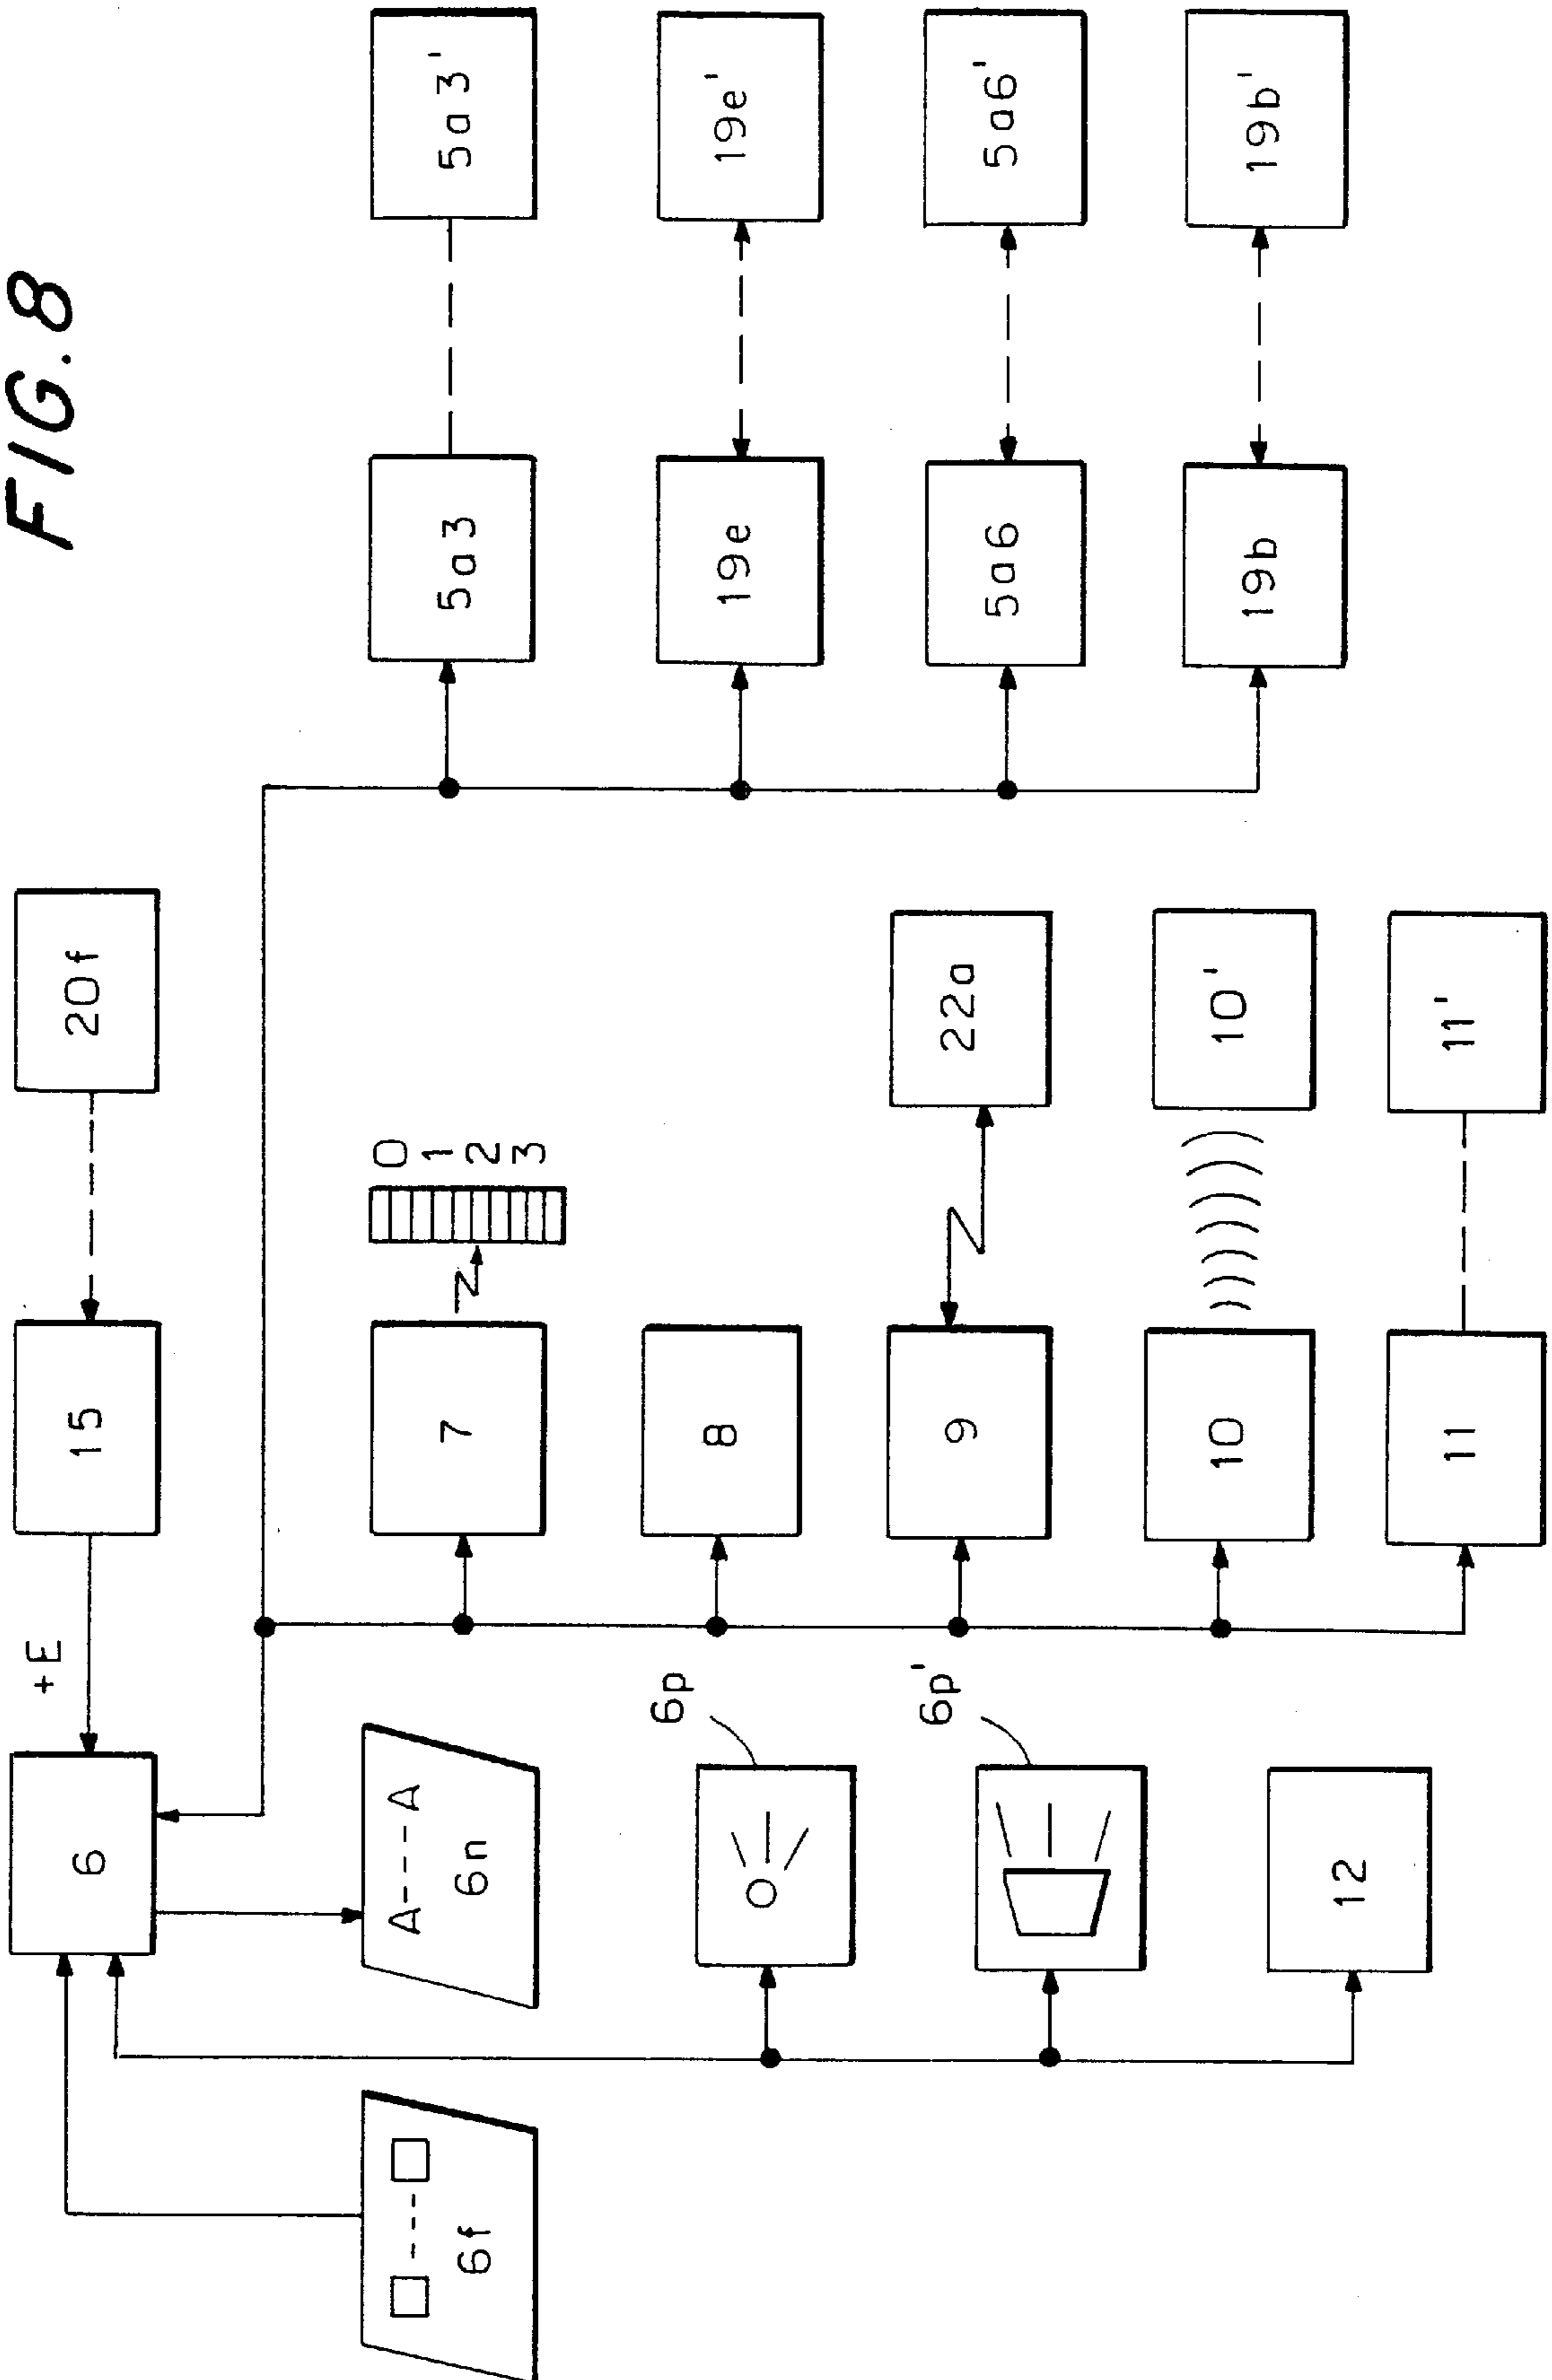 FIG.8
20f
15
+E
6
5a3
5a3'
19e
19e'
5a6
5a6'
19b
19b'
7
0
1
2
3
8
9
22a
10
10'
11
11'
A----A
6n
6p
6p'
12
6f